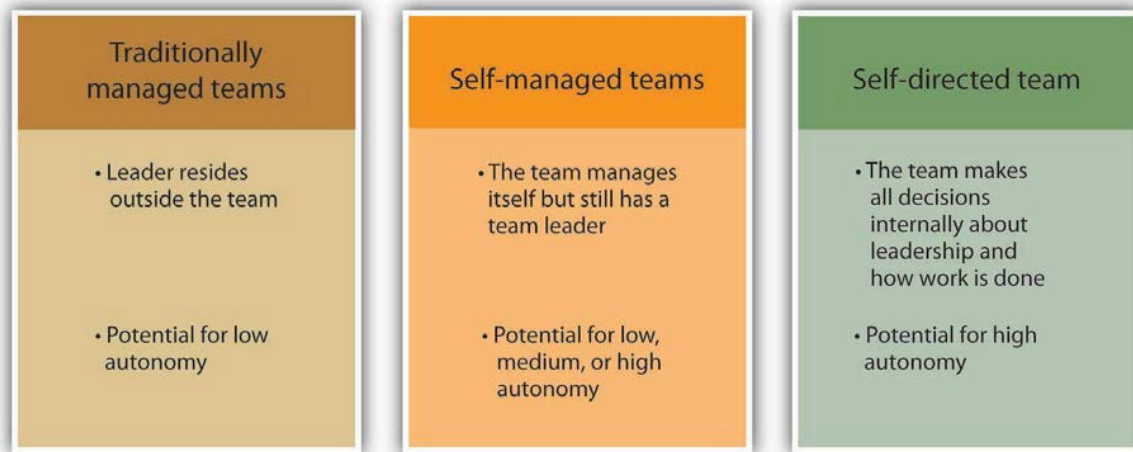 Traditionally
managed teams
• Leader resides
outside the team
• Potential for low
autonomy
Self-managed teams
• The team manages
itself but still has a
team leader
• Potential for low,
medium, or high
autonomy
Self-directed team
• The team makes
all decisions
internally about
leadership and
how work is done
• Potential for high
autonomy